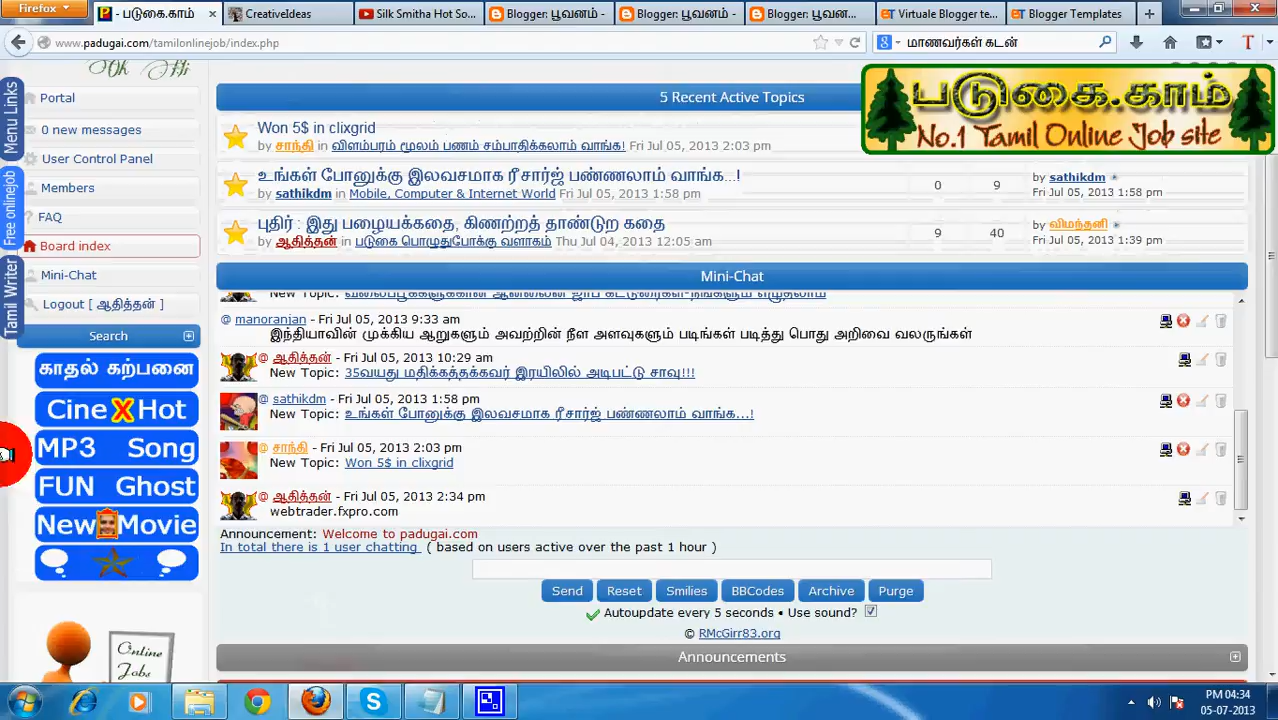 Firefox
- படுகை.காம்
CreativeIdeas
Silk Smitha Hot So...
Blogger: பூவனம் - ...
Blogger: பூவனம் - ...
Blogger: பூவன...
Virtuale Blogger te...
Blogger Templates
www.padugai.com/tamilonlinejob/index.php
மாணவர்கள் கடன்
Menu Links
Free onlinejob
Tamil Writer
Portal
0 new messages
User Control Panel
Members
FAQ
Board index
Mini-Chat
Logout [ ஆதித்தன் ]
Search
காதல் கற்பனை
Cine X Hot
MP3 Song
FUN Ghost
New Movie
Online
Jobs
படுகை.காம்
No.1 Tamil Online Job site
5 Recent Active Topics
Won 5$ in clixgrid
by சாந்தி in விளம்பரம் மூலம் பணம் சம்பாதிக்கலாம் வாங்க! Fri Jul 05, 2013 2:03 pm
உங்கள் போனுக்கு இலவசமாக ரீசார்ஜ் பண்ணலாம் வாங்க...!
by sathikdm in Mobile, Computer & Internet World Fri Jul 05, 2013 1:58 pm
0 9 by sathikdm
Fri Jul 05, 2013 1:58 pm
புதிர் : இது பழையக்கதை, கிணற்றத் தாண்டுற கதை
by ஆதித்தன் in படுகை பொழுதுபோக்கு வளாகம் Thu Jul 04, 2013 12:05 am
9 40 by விமந்தனி
Fri Jul 05, 2013 1:39 pm
Mini-Chat
New Topic: வலைப்பூக்களுக்கான ஆன்லைன் ஜாப் கட்டுரைகள்-நீங்களும் எழுதலாம்
@ manoranjan - Fri Jul 05, 2013 9:33 am
இந்தியாவின் முக்கிய ஆறுகளும் அவற்றின் நீள அளவுகளும் படிங்கள் படித்து பொது அறிவை வலருங்கள்
@ ஆதித்தன் - Fri Jul 05, 2013 10:29 am
New Topic: 35வயது மதிக்கத்தக்கவர் இரயிலில் அடிபட்டு சாவு!!!
@ sathikdm - Fri Jul 05, 2013 1:58 pm
New Topic: உங்கள் போனுக்கு இலவசமாக ரீசார்ஜ் பண்ணலாம் வாங்க...!
@ சாந்தி - Fri Jul 05, 2013 2:03 pm
New Topic: Won 5$ in clixgrid
@ ஆதித்தன் - Fri Jul 05, 2013 2:34 pm
webtrader.fxpro.com
Announcement: Welcome to padugai.com
In total there is 1 user chatting ( based on users active over the past 1 hour )
Send Reset Smilies BBCodes Archive Purge
Autoupdate every 5 seconds • Use sound?
© RMcGirr83.org
Announcements
PM 04:34
05-07-2013